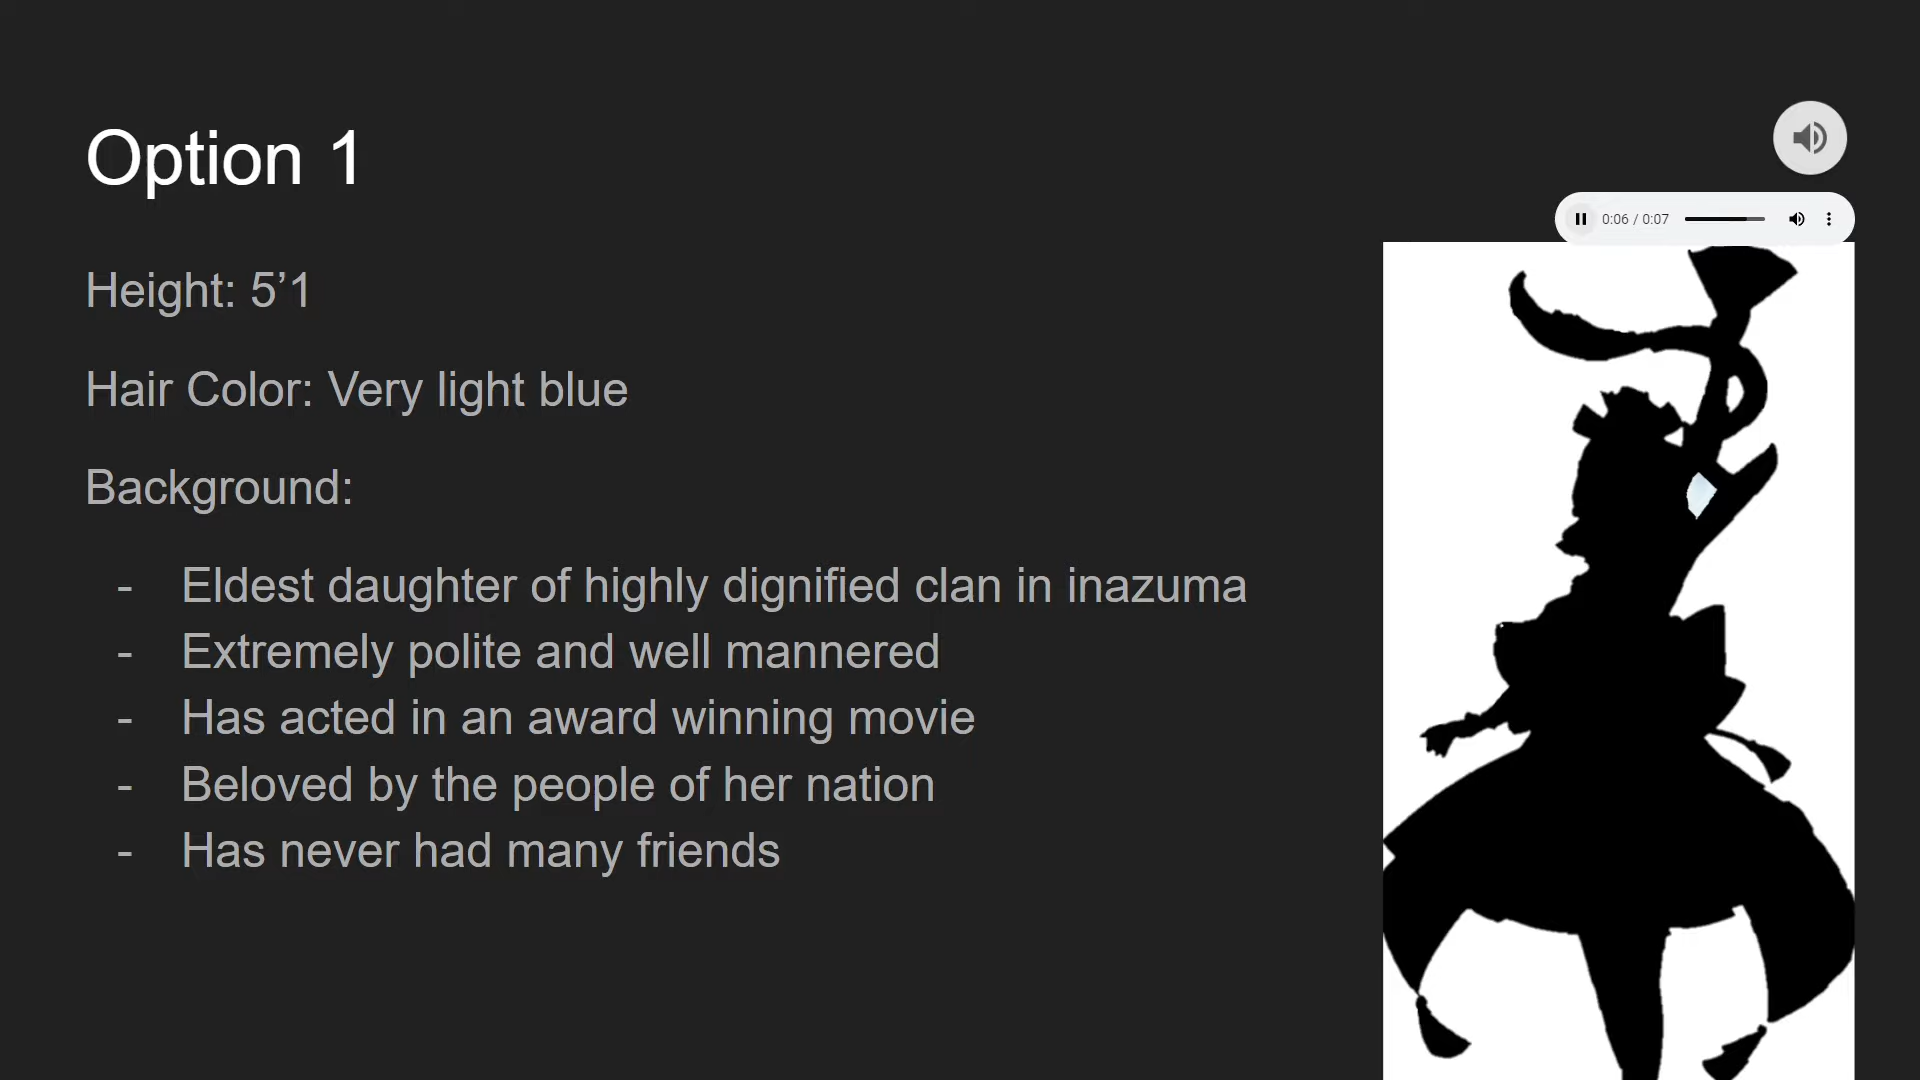 Option 1
0:06 / 0:07
Height: 5’1
Hair Color: Very light blue
Background:
- Eldest daughter of highly dignified clan in inazuma
- Extremely polite and well mannered
- Has acted in an award winning movie
- Beloved by the people of her nation
- Has never had many friends